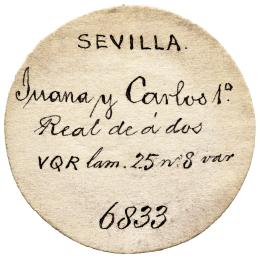 SEVILLA.
Juana y Carlos 1º
Real de á dos
VQR lam. 25 nº 8 var
6833